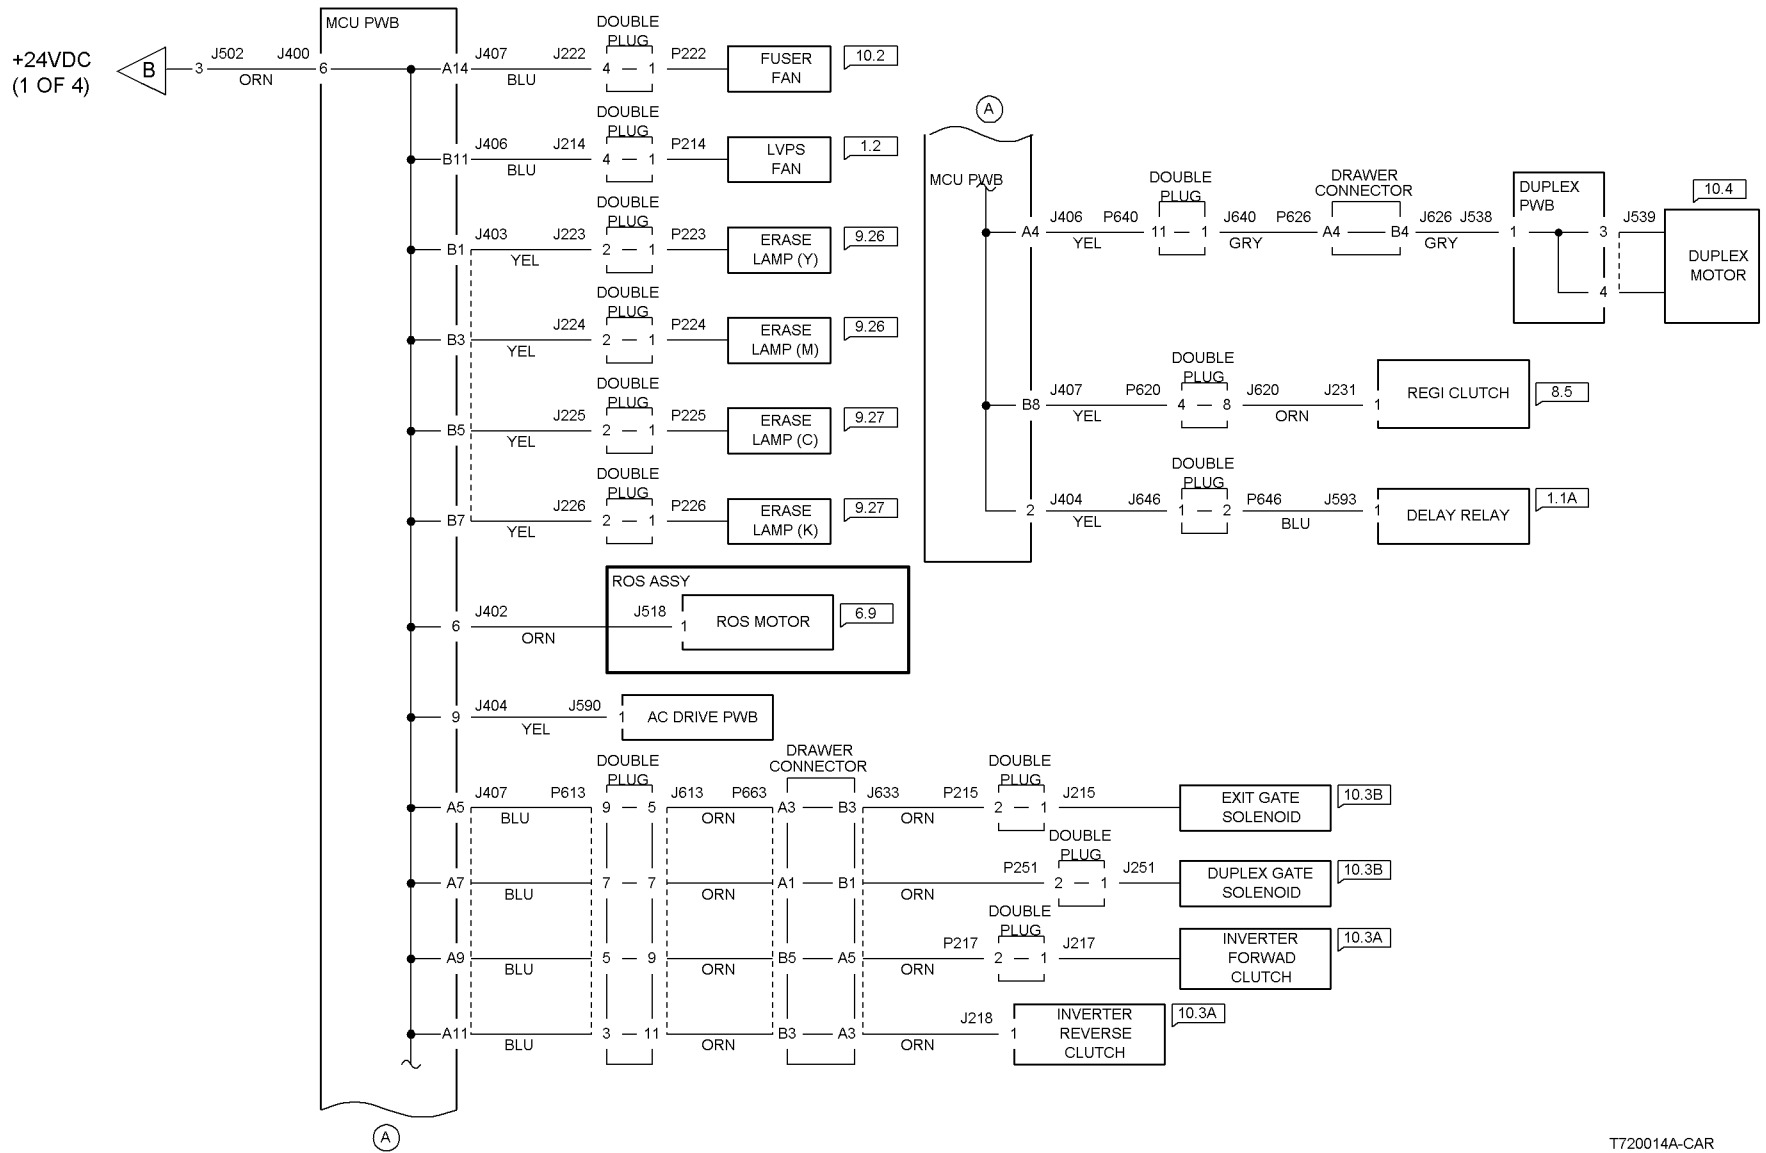 +24VDC
(1 OF 4)
B
3 J502 ORN J400 6
MCU PWB
A14 J407 BLU J222
DOUBLE
PLUG
4 1 P222
FUSER
FAN
10.2
B11 J406 BLU J214
DOUBLE
PLUG
4 1 P214
LVPS
FAN
1.2
B1 J403 YEL J223
DOUBLE
PLUG
2 1 P223
ERASE
LAMP (Y)
9.26
B3 YEL J224
DOUBLE
PLUG
2 1 P224
ERASE
LAMP (M)
9.26
B5 YEL J225
DOUBLE
PLUG
2 1 P225
ERASE
LAMP (C)
9.27
B7 YEL J226
DOUBLE
PLUG
2 1 P226
ERASE
LAMP (K)
9.27
6 J402 ORN
ROS ASSY
J518 1
ROS MOTOR
6.9
9 J404 YEL J590 1
AC DRIVE PWB
A5 J407 BLU P613
DOUBLE
PLUG
9 5 J613 ORN P663
DRAWER
CONNECTOR
A3 B3 J633 ORN P215
DOUBLE
PLUG
2 1 J215
EXIT GATE
SOLENOID
10.3B
A7 BLU 7 7 ORN A1 B1 ORN P251
DOUBLE
PLUG
2 1 J251
DUPLEX GATE
SOLENOID
10.3B
A9 BLU 5 9 ORN B5 A5 ORN P217
DOUBLE
PLUG
2 1 J217
INVERTER
FORWAD
CLUTCH
10.3A
A11 BLU 3 11 ORN B3 A3 ORN J218 1
INVERTER
REVERSE
CLUTCH
10.3A
A
A
MCU PWB
A4 J406 YEL P640
DOUBLE
PLUG
11 1 J640 GRY P626
DRAWER
CONNECTOR
A4 B4 J626 GRY J538
DUPLEX
PWB
1 3 4 J539
DUPLEX
MOTOR
10.4
B8 J407 YEL P620
DOUBLE
PLUG
4 8 J620 ORN J231 1
REGI CLUTCH
8.5
2 J404 YEL J646
DOUBLE
PLUG
1 2 P646 BLU J593 1
DELAY RELAY
1.1A
T720014A-CAR